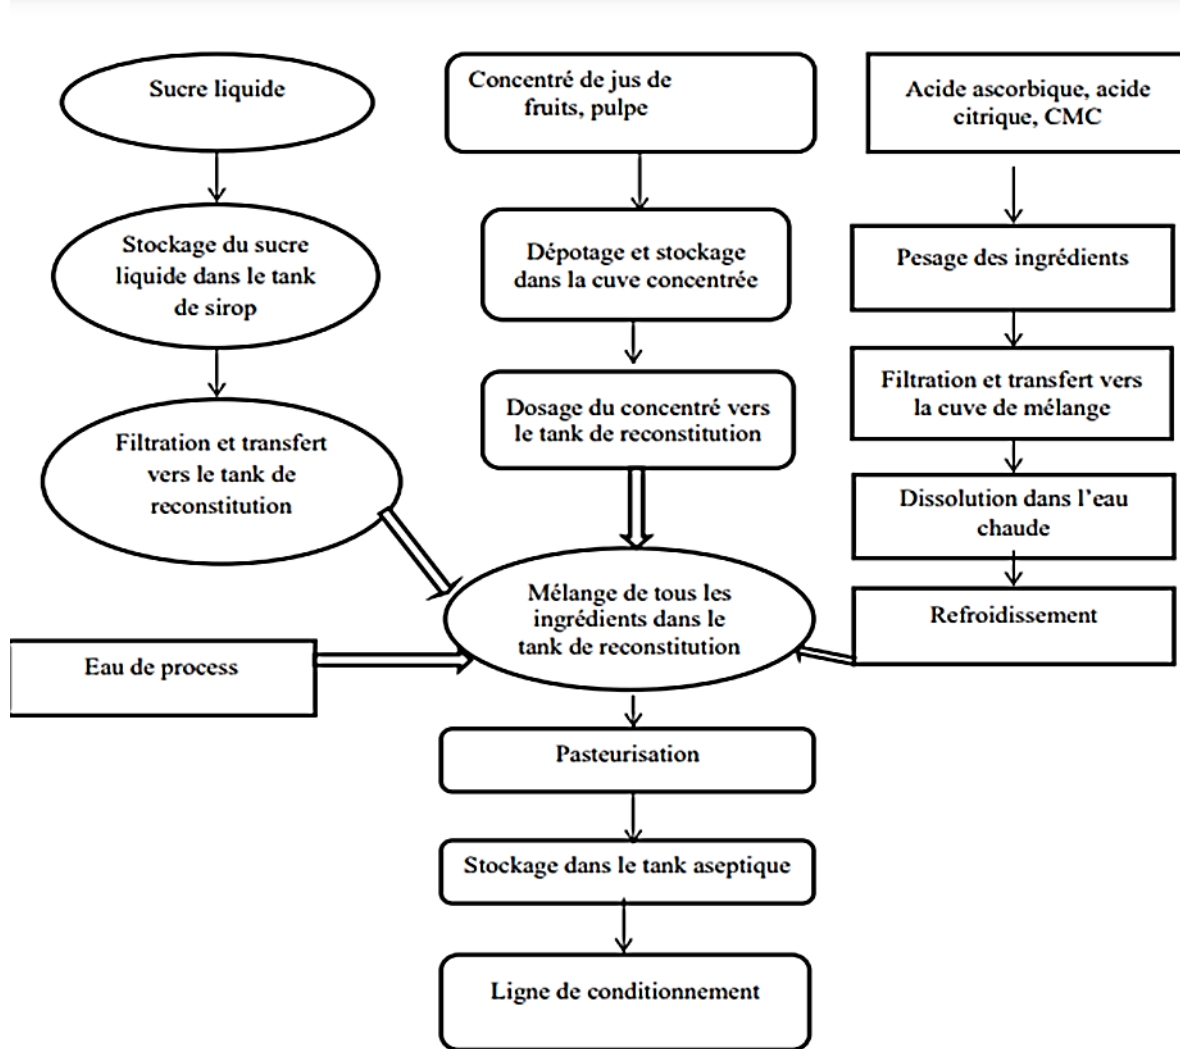 Sucre liquide
Concentré de jus de
fruits, pulpe
Acide ascorbique, acide
citrique, CMC
Stockage du sucre
liquide dans le tank
de sirop
Dépotage et stockage
dans la cuve concentrée
Pesage des ingrédients
Filtration et transfert
vers le tank de
reconstitution
Dosage du concentré vers
le tank de reconstitution
Filtration et transfert vers
la cuve de mélange
Dissolution dans l’eau
chaude
Mélange de tous les
ingrédients dans le
tank de reconstitution
Refroidissement
Eau de process
Pasteurisation
Stockage dans le tank aseptique
Ligne de conditionnement